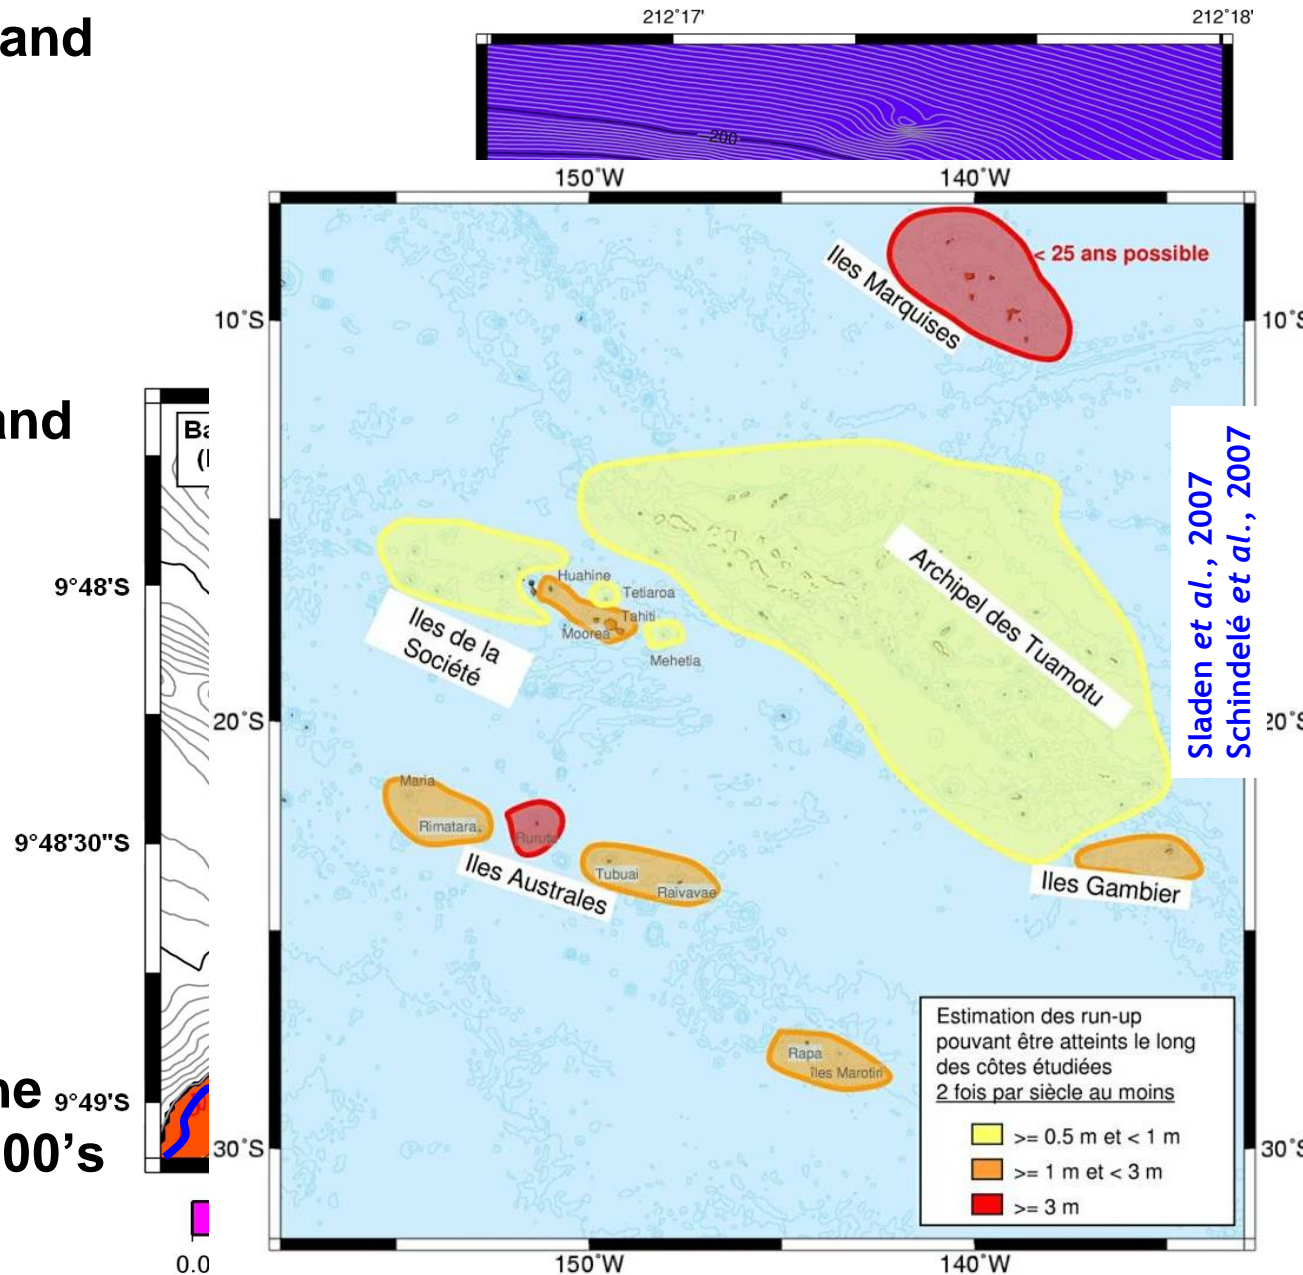 and
212°17'
212°18'
-200
150°W
140°W
Iles Marquises
< 25 ans possible
10°S
10°S
and
Ba
(I
Sladen et al., 2007
Schindelé et al., 2007
Archipel des Tuamotu
9°48'S
Huahine
Tetiaroa
Tahiti
Moorea
Mehetia
Iles de la
Société
20°S
20°S
Maria
Rimatara
Rurutu
9°48'30"S
Tubuai
Raivavae
Iles Australes
Iles Gambier
Estimation des run-up
pouvant être atteints le long
des côtes étudiées
2 fois par siècle au moins
>= 0.5 m et < 1 m
>= 1 m et < 3 m
>= 3 m
Rapa
îles Marotiri
ne
9°49'S
00's
30°S
30°S
0.0
150°W
140°W